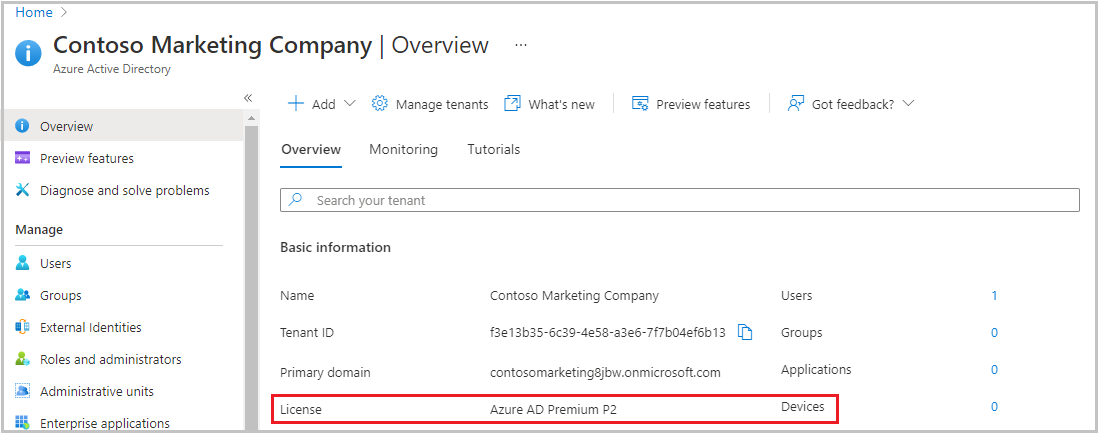 Home >
Contoso Marketing Company | Overview ...
Azure Active Directory
«
Overview
Preview features
Diagnose and solve problems
Manage
Users
Groups
External Identities
Roles and administrators
Administrative units
Enterprise applications
Add Manage tenants What's new Preview features Got feedback?
Overview Monitoring Tutorials
Search your tenant
Basic information
Name Contoso Marketing Company Users 1
Tenant ID f3e13b35-6c39-4e58-a3e6-7f7b04ef6b13 Groups 0
Primary domain contosomarketing8jbw.onmicrosoft.com Applications 0
License Azure AD Premium P2 Devices 0